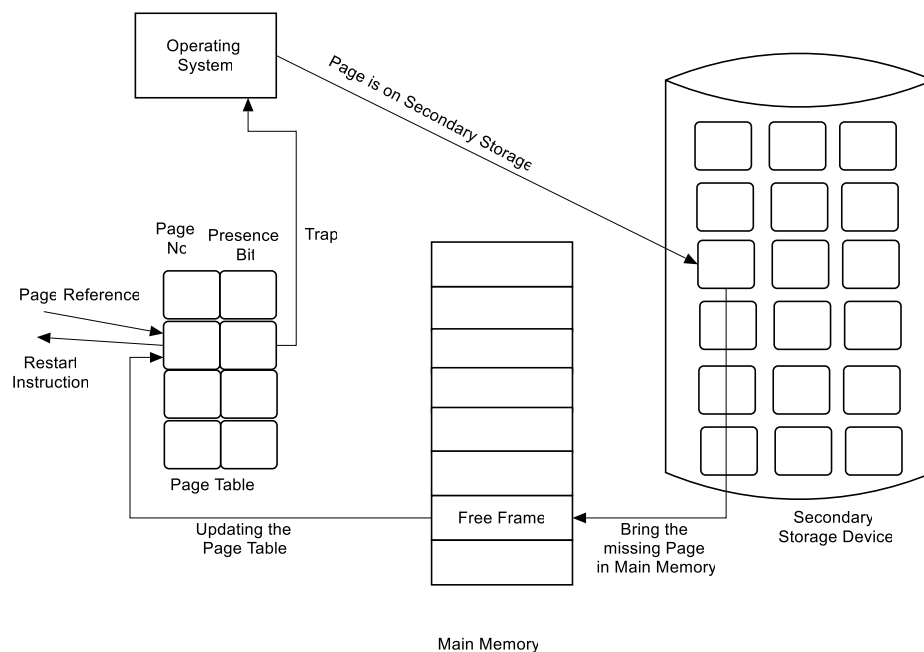 Operating
System
Page is on Secondary Storage
Page
No
Presence
Bit
Trap
Page Reference
Restart
Instruction
Page Table
Updating the
Page Table
Free Frame
Bring the
missing Page
in Main Memory
Secondary
Storage Device
Main Memory